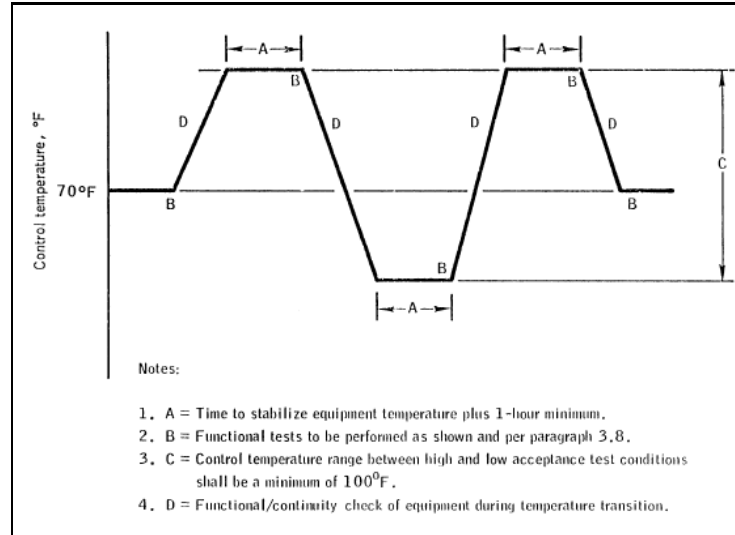 A
A
B
B
D
D
D
D
C
Control temperature, °F
70°F
B
B
B
A
Notes:
1. A = Time to stabilize equipment temperature plus 1-hour minimum.
2. B = Functional tests to be performed as shown and per paragraph 3.8.
3. C = Control temperature range between high and low acceptance test conditions
shall be a minimum of 100⁰F.
4. D = Functional/continuity check of equipment during temperature transition.